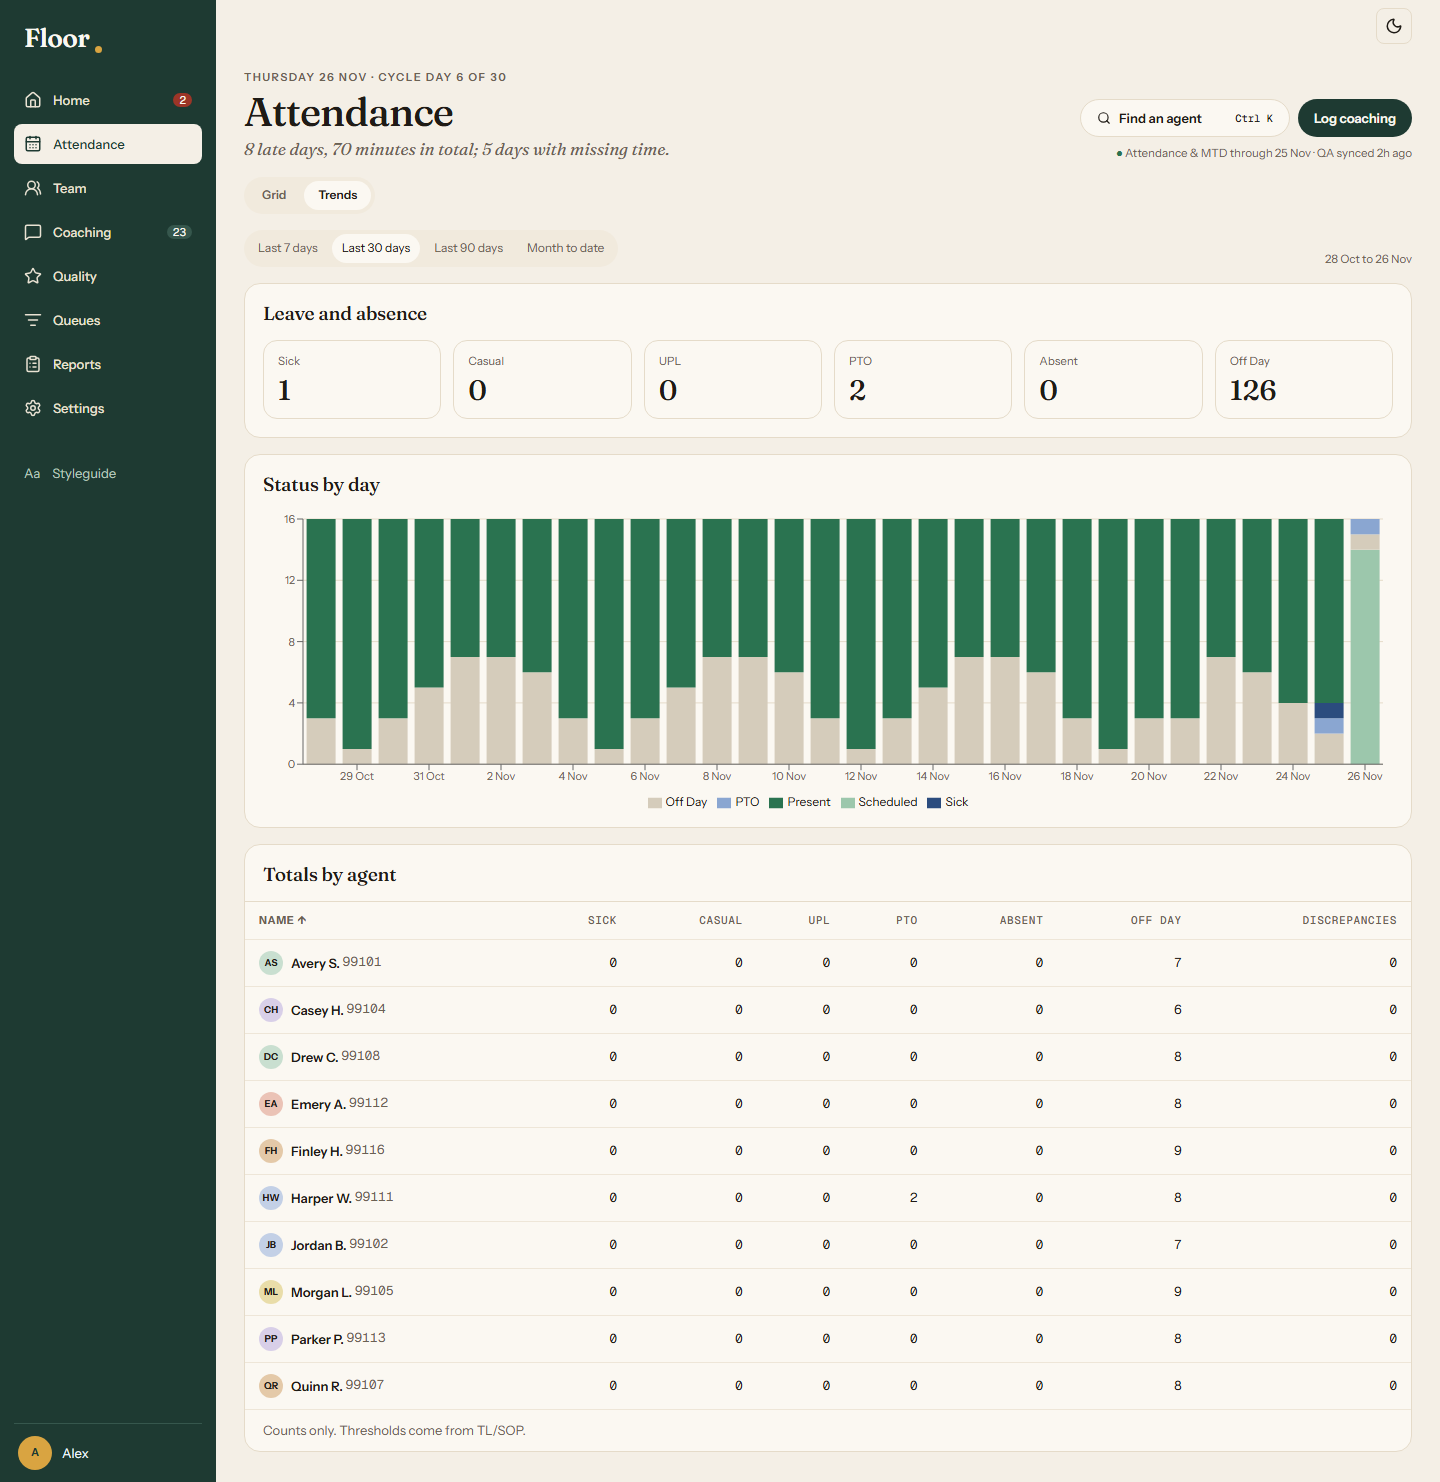 Floor.
Home 2
Attendance
Team
Coaching 23
Quality
Queues
Reports
Settings
Aa Styleguide
A Alex
THURSDAY 26 NOV · CYCLE DAY 6 OF 30
Attendance
8 late days, 70 minutes in total; 5 days with missing time.
Find an agent Ctrl K
Log coaching
Attendance & MTD through 25 Nov · QA synced 2h ago
Grid Trends
Last 7 days Last 30 days Last 90 days Month to date
28 Oct to 26 Nov
Leave and absence
Sick Casual UPL PTO Absent Off Day
1 0 0 2 0 126
Status by day
16
12
8
4
0
29 Oct 31 Oct 2 Nov 4 Nov 6 Nov 8 Nov 10 Nov 12 Nov 14 Nov 16 Nov 18 Nov 20 Nov 22 Nov 24 Nov 26 Nov
Off Day PTO Present Scheduled Sick
Totals by agent
NAME ↑ SICK CASUAL UPL PTO ABSENT OFF DAY DISCREPANCIES
AS Avery S. 99101 0 0 0 0 0 7 0
CH Casey H. 99104 0 0 0 0 0 6 0
DC Drew C. 99108 0 0 0 0 0 8 0
EA Emery A. 99112 0 0 0 0 0 8 0
FH Finley H. 99116 0 0 0 0 0 9 0
HW Harper W. 99111 0 0 0 2 0 8 0
JB Jordan B. 99102 0 0 0 0 0 7 0
ML Morgan L. 99105 0 0 0 0 0 9 0
PP Parker P. 99113 0 0 0 0 0 8 0
QR Quinn R. 99107 0 0 0 0 0 8 0
Counts only. Thresholds come from TL/SOP.